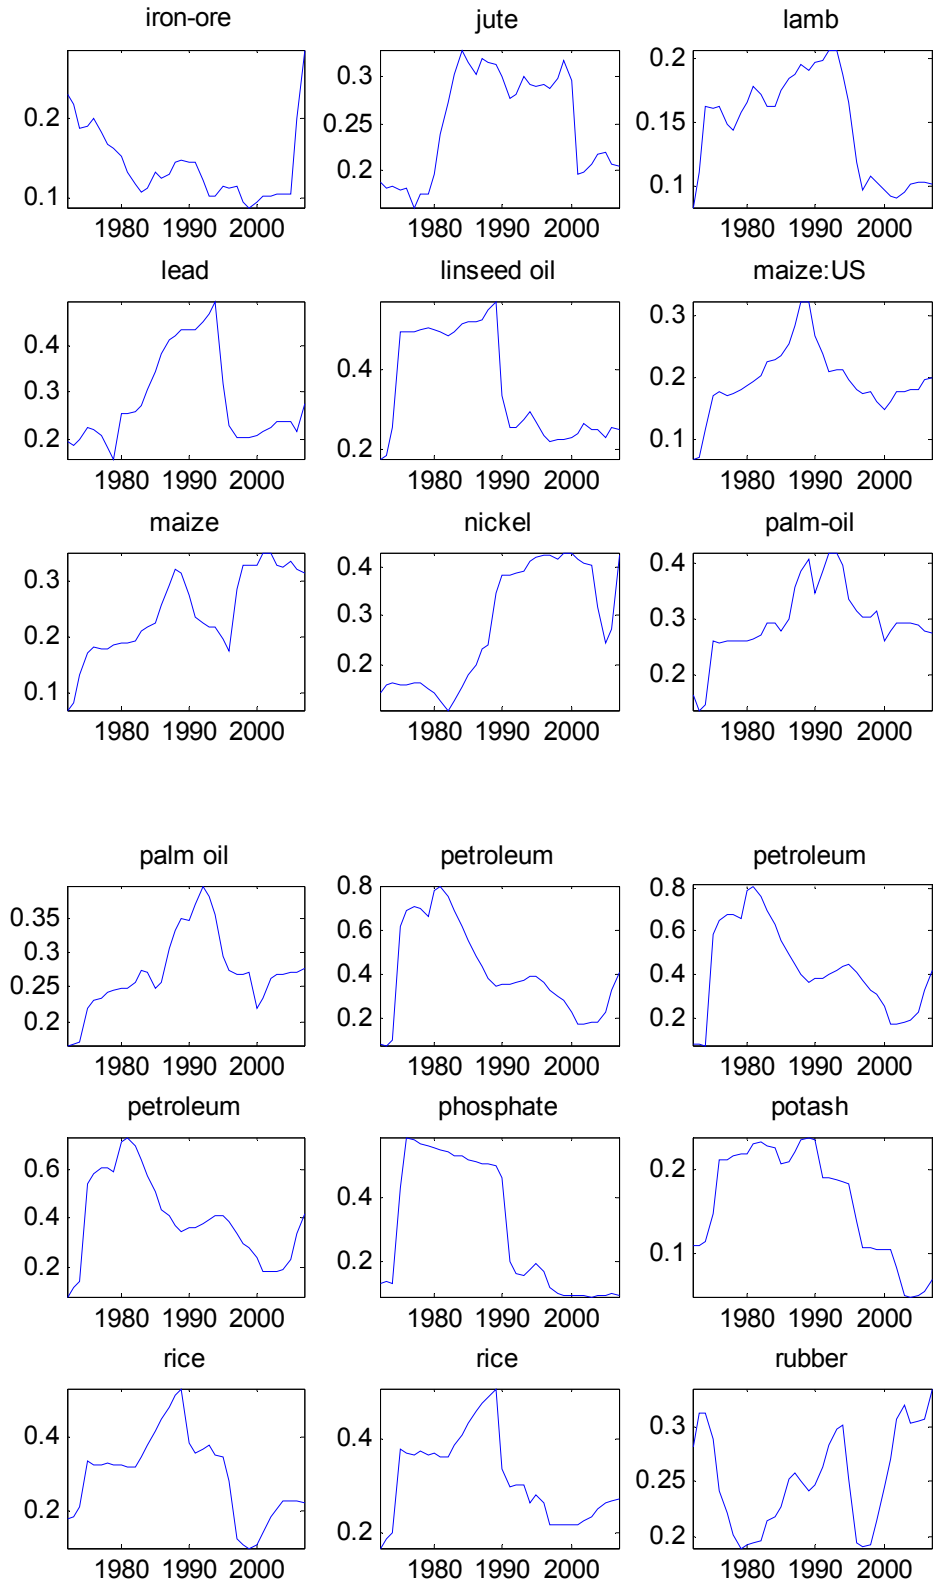 iron-ore jute lamb
0.2 0.3 0.2
0.25 0.15
0.1 0.2 0.1
1980 1990 2000 1980 1990 2000 1980 1990 2000
lead linseed oil maize:US
0.4 0.4 0.3
0.3 0.2
0.2 0.2 0.1
1980 1990 2000 1980 1990 2000 1980 1990 2000
maize nickel palm-oil
0.3 0.4 0.4
0.2 0.3 0.3
0.1 0.2 0.2
1980 1990 2000 1980 1990 2000 1980 1990 2000
palm oil petroleum petroleum
0.35 0.8 0.8
0.3 0.6 0.6
0.25 0.4 0.4
0.2 0.2 0.2
1980 1990 2000 1980 1990 2000 1980 1990 2000
petroleum phosphate potash
0.6 0.4 0.2
0.4 0.2 0.1
0.2
1980 1990 2000 1980 1990 2000 1980 1990 2000
rice rice rubber
0.4 0.4 0.3
0.2 0.2 0.25
0.2
1980 1990 2000 1980 1990 2000 1980 1990 2000